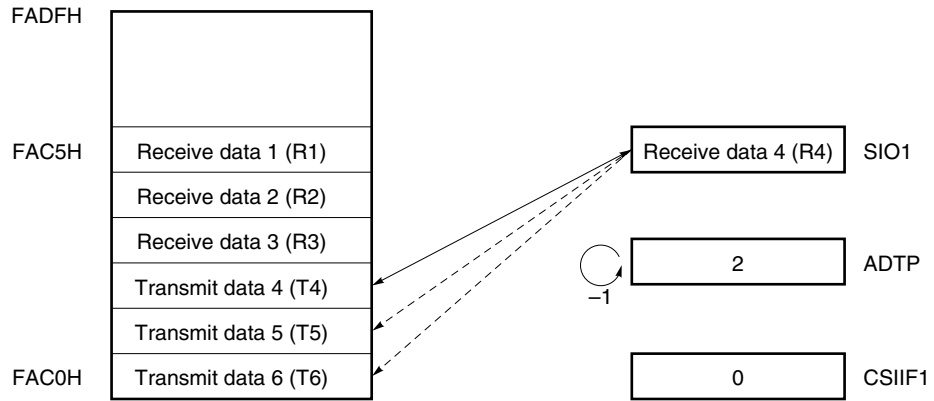 FADFH
FAC5H Receive data 1 (R1) Receive data 4 (R4) SIO1
Receive data 2 (R2)
Receive data 3 (R3) 2 ADTP
–1
Transmit data 4 (T4)
Transmit data 5 (T5)
FAC0H Transmit data 6 (T6) 0 CSIIF1